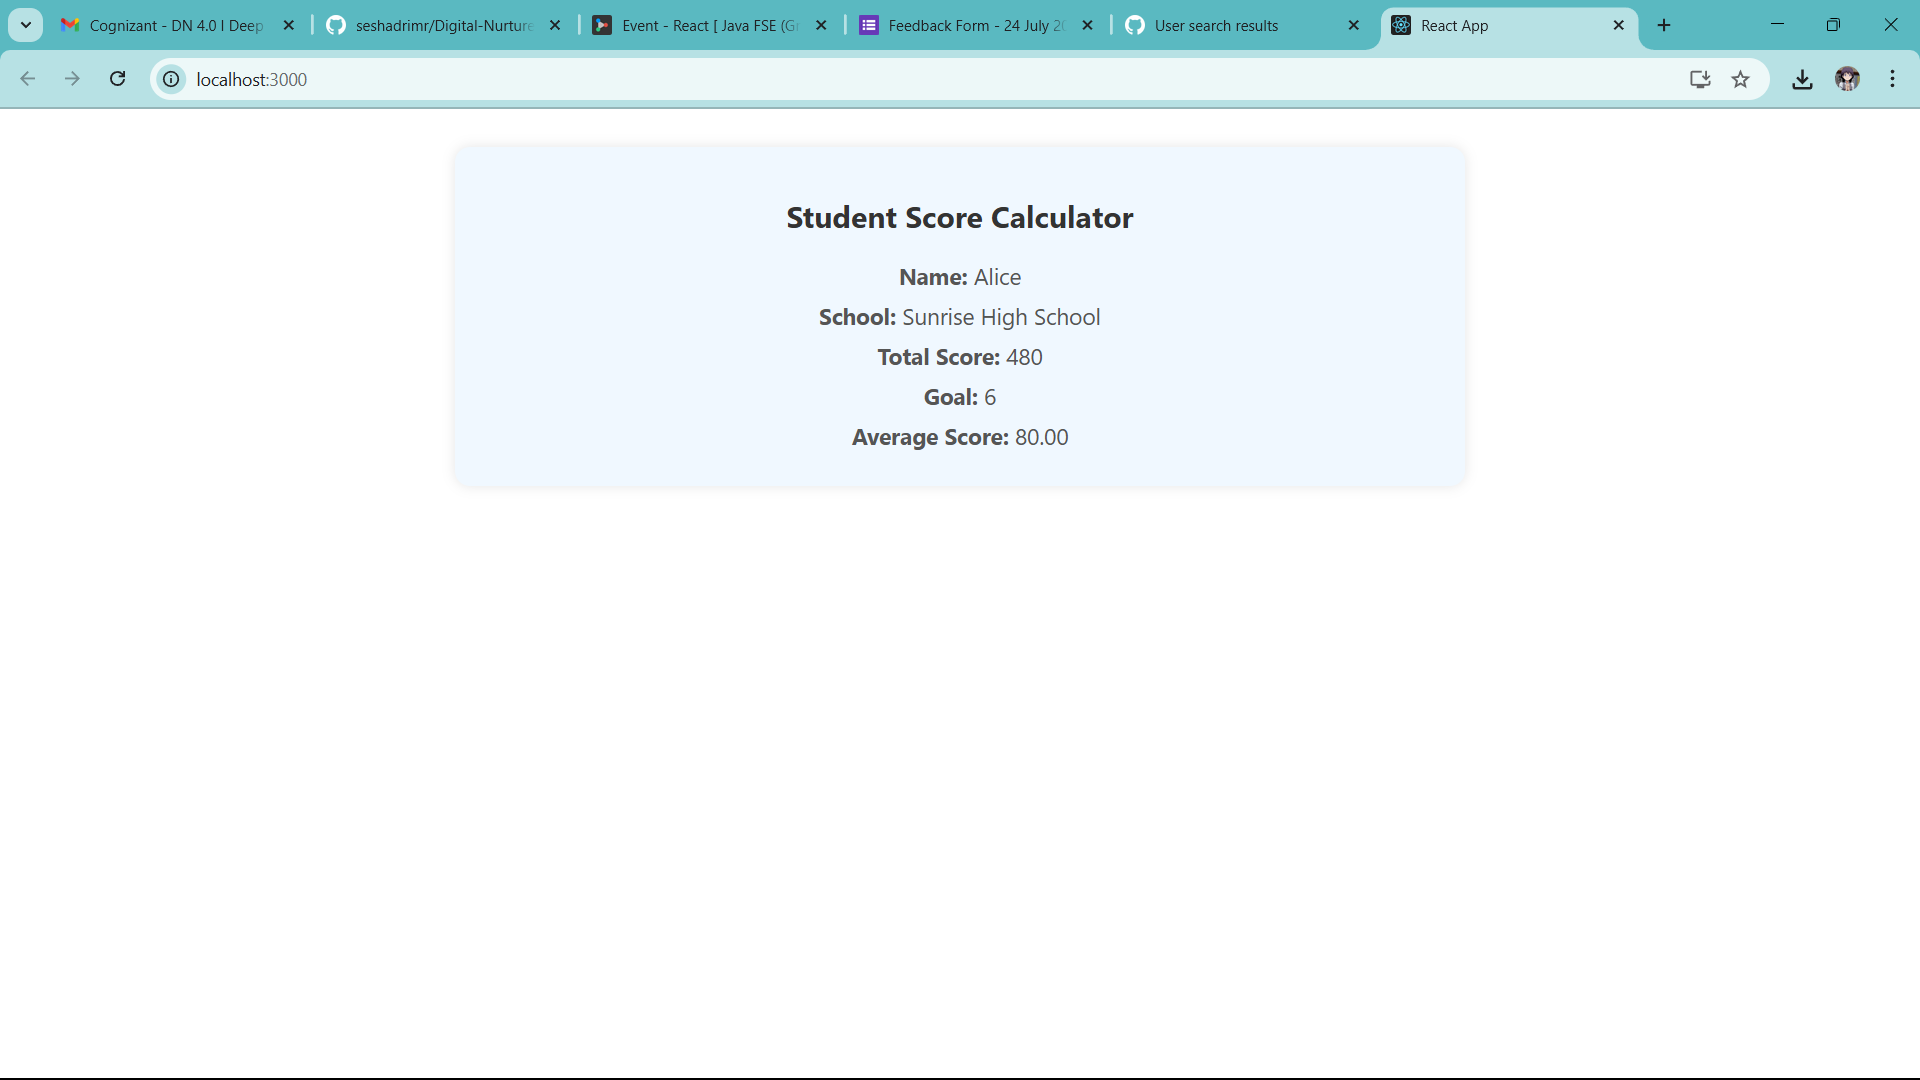 Cognizant - DN 4.0 I Deep
seshadrimr/Digital-Nurture
Event - React [ Java FSE (Gr
Feedback Form - 24 July 20
User search results
React App
localhost:3000
Student Score Calculator
Name: Alice
School: Sunrise High School
Total Score: 480
Goal: 6
Average Score: 80.00